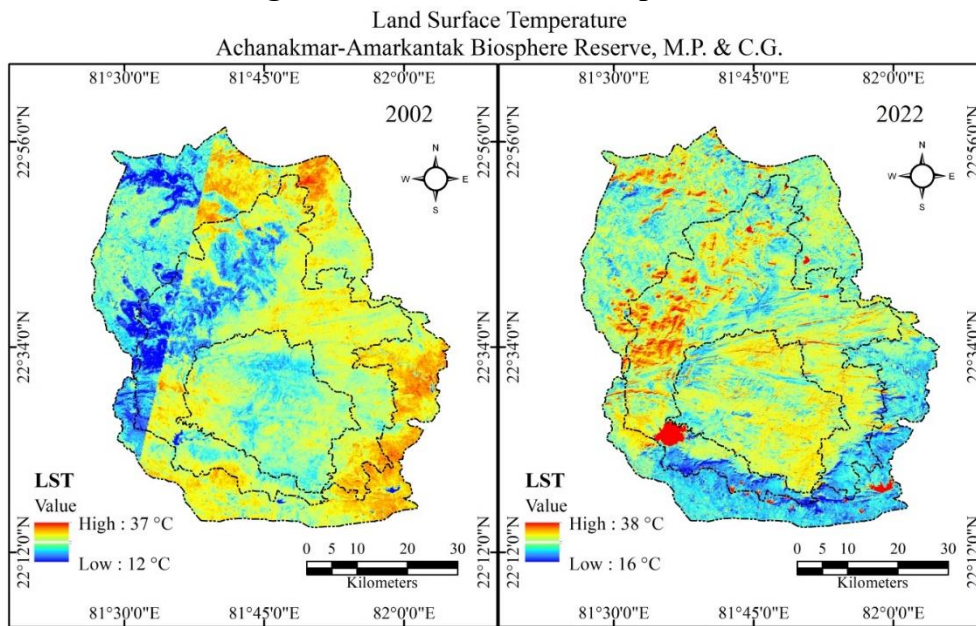 Land Surface Temperature
Achanakmar-Amarkantak Biosphere Reserve, M.P. & C.G.
81°30'0"E 81°45'0"E 82°0'0"E
2002
N
W E
S
22°56'0"N
22°34'0"N
22°12'0"N
LST
Value
High : 37 °C
Low : 12 °C
0 5 10 20 30
Kilometers
81°30'0"E 81°45'0"E 82°0'0"E
81°30'0"E 81°45'0"E 82°0'0"E
2022
N
W E
S
22°56'0"N
22°56'0"N
22°34'0"N
22°34'0"N
22°12'0"N
22°12'0"N
LST
Value
High : 38 °C
Low : 16 °C
0 5 10 20 30
Kilometers
81°30'0"E 81°45'0"E 82°0'0"E